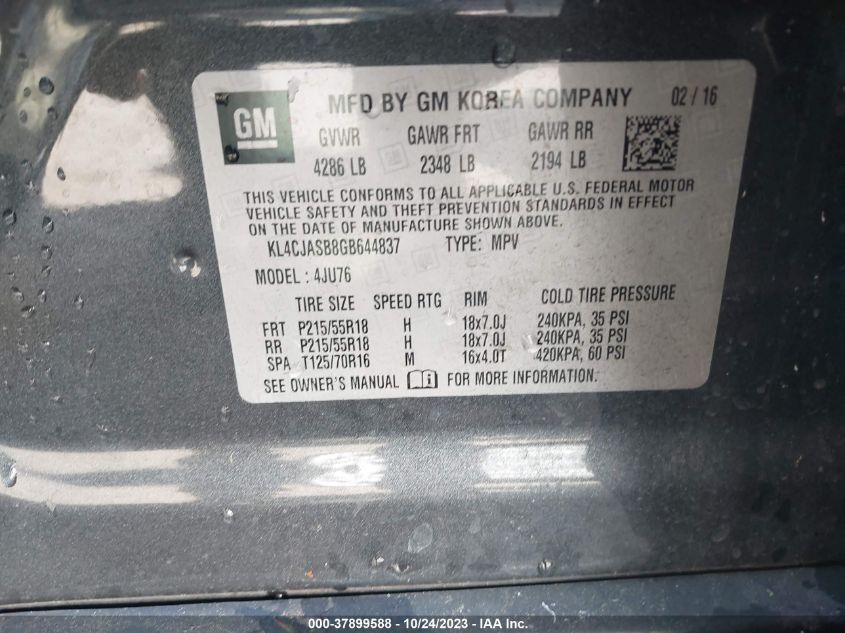 GM
MFD BY GM KOREA COMPANY 02 / 16
GVWR GAWR FRT GAWR RR
4286 LB 2348 LB 2194 LB
THIS VEHICLE CONFORMS TO ALL APPLICABLE U.S. FEDERAL MOTOR
VEHICLE SAFETY AND THEFT PREVENTION STANDARDS IN EFFECT
ON THE DATE OF MANUFACTURE SHOWN ABOVE.
KL4CJASB8GB644837 TYPE: MPV
MODEL : 4JU76
TIRE SIZE SPEED RTG RIM COLD TIRE PRESSURE
FRT P215/55R18 H 18x7.0J 240KPA, 35 PSI
RR P215/55R18 H 18x7.0J 240KPA, 35 PSI
SPA T125/70R16 M 16x4.0T 420KPA, 60 PSI
SEE OWNER'S MANUAL FOR MORE INFORMATION.
000-37899588 - 10/24/2023 - IAA Inc.